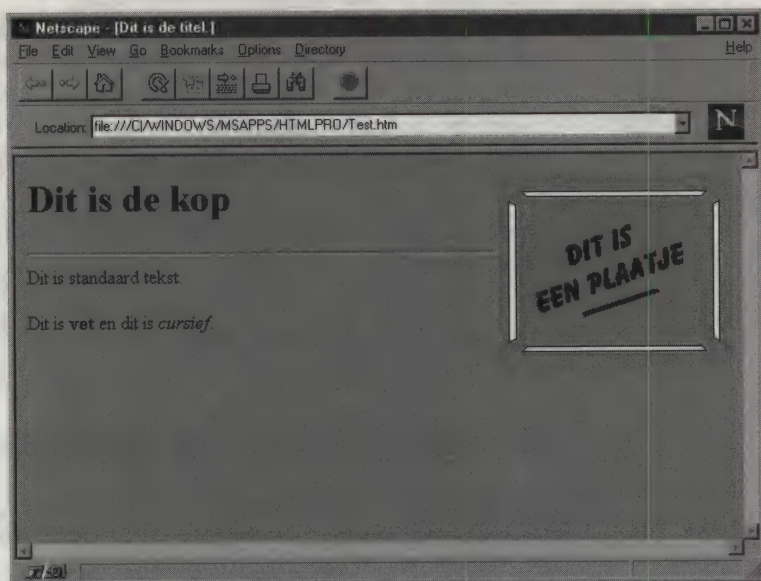 Netscape - [Dit is de titel.]
File Edit View Go Bookmarks Options Directory Help
Location: file:///C|/WINDOWS/MSAPPS/HTMLPRO/Test.htm
N
Dit is de kop
DIT IS
EEN PLAATJE
Dit is standaard tekst.
Dit is vet en dit is cursief.